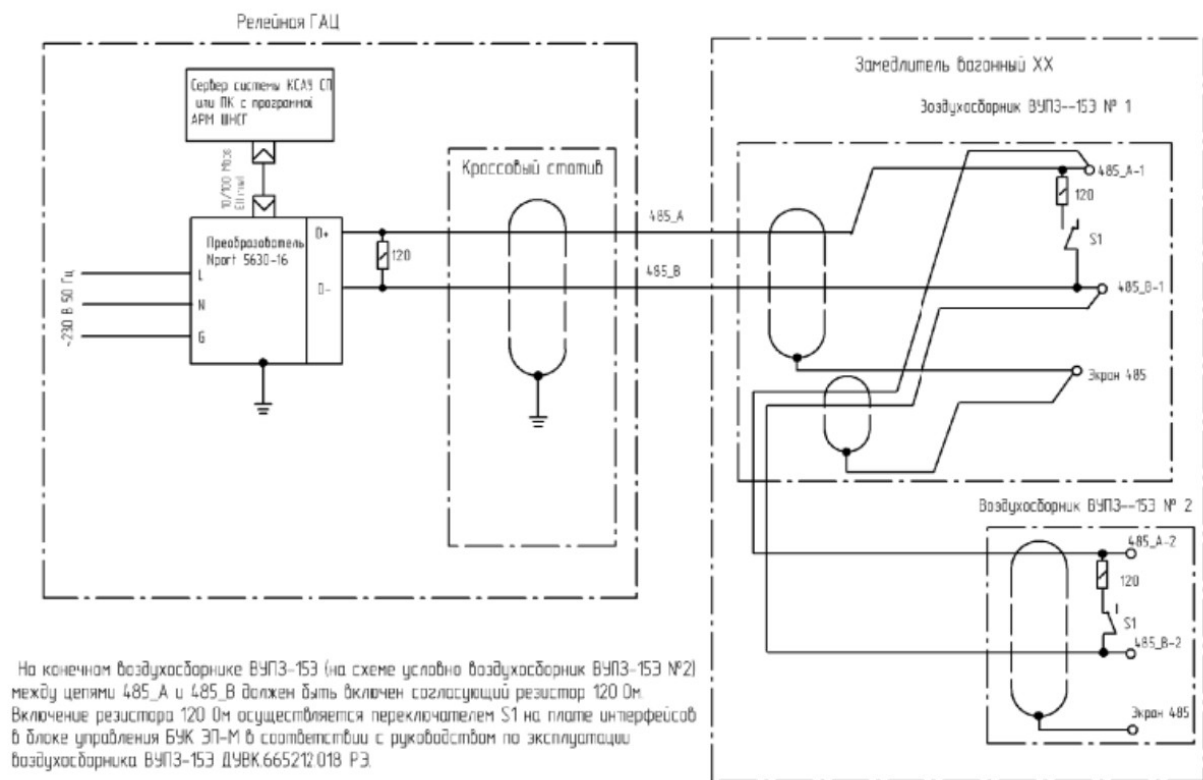 Релейная ГАЦ
Сервер системы КСАУ СП
или ПК с программой
АРМ ШНСГ
10/100 Mbps
Ethernet
Преобразователь
Nport 5630-16
D+
D-
~230 В 50 Гц
L
N
G
120
Кроссовый статив
485_A
485_B
Замедлитель вагонный XX
Воздухосборник ВУПЗ--15Э № 1
485_A-1
120
S1
485_B-1
Экран 485
Воздухосборник ВУПЗ--15Э № 2
485_A-2
120
S1
485_B-2
Экран 485
На конечном воздухосборнике ВУПЗ-15Э (на схеме условно воздухосборник ВУПЗ-15Э №2)
между цепями 485_A и 485_B должен быть включен согласующий резистор 120 Ом.
Включение резистора 120 Ом осуществляется переключателем S1 на плате интерфейсов
в блоке управления БУК ЭП-М в соответствии с руководством по эксплуатации
воздухосборника ВУПЗ-15Э ДУВК.665212.018 РЭ.